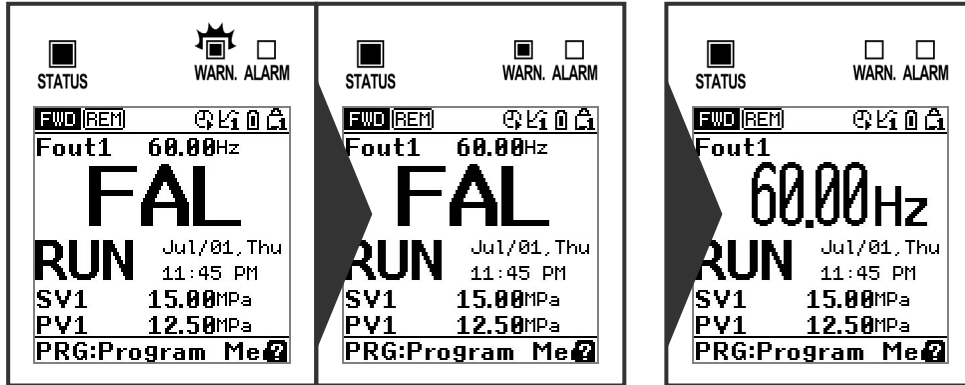 STATUS
WARN. ALARM
FWD REM
Fout1 60.00Hz
FAL
RUN
Jul/01,Thu
11:45 PM
SV1 15.00MPa
PV1 12.50MPa
PRG:Program Me?
STATUS
WARN. ALARM
FWD REM
Fout1 60.00Hz
FAL
RUN
Jul/01,Thu
11:45 PM
SV1 15.00MPa
PV1 12.50MPa
PRG:Program Me?
STATUS
WARN. ALARM
FWD REM
Fout1
60.00Hz
RUN
Jul/01,Thu
11:45 PM
SV1 15.00MPa
PV1 12.50MPa
PRG:Program Me?